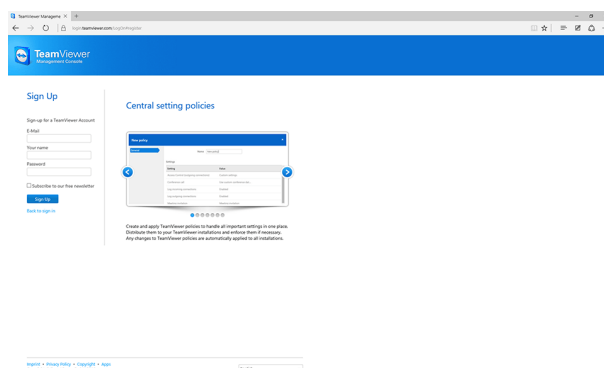 TeamViewer Manageme
login.teamviewer.com/LogOn#register
TeamViewer
Management Console
Sign Up
Sign-up for a TeamViewer Account
E-Mail
Your name
Password
Subscribe to our free newsletter
Sign Up
Back to sign in
Central setting policies
New policy
Name
New policy
Settings
Create and apply TeamViewer policies to handle all important settings in one place.
Distribute them to your TeamViewer installations and enforce them if necessary.
Any changes to TeamViewer policies are automatically applied to all installations.
Imprint • Privacy Policy • Copyright • Apps